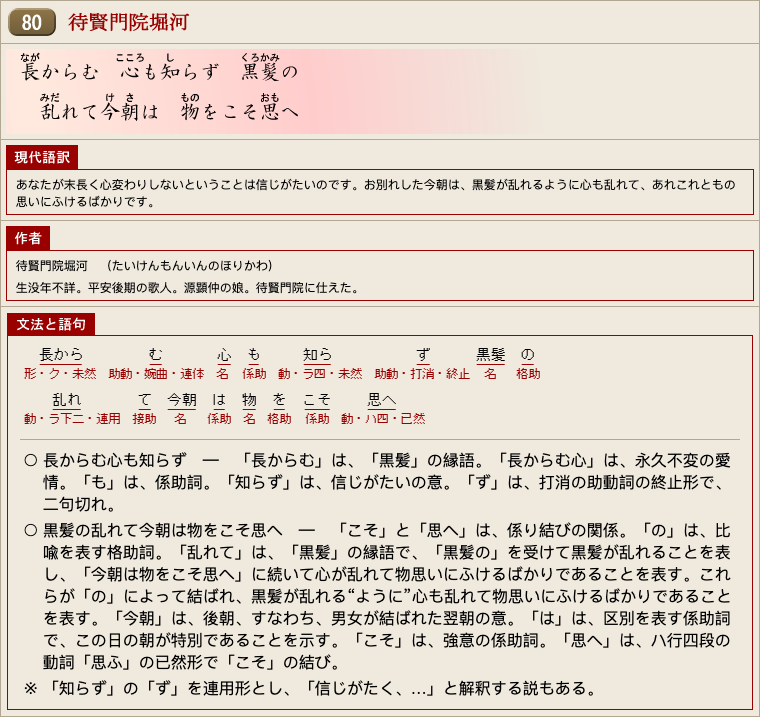 80 待賢門院堀河
なが こころ し くろかみ
長からむ 心も知らず 黒髪の
みだ け さ もの おも
乱れて今朝は 物をこそ思へ
現代語訳
あなたが末長く心変わりしないということは信じがたいのです。お別れした今朝は、黒髪が乱れるように心も乱れて、あれこれともの
思いにふけるばかりです。
作者
待賢門院堀河 (たいけんもんいんのほりかわ)
生没年不詳。平安後期の歌人。源顕仲の娘。待賢門院に仕えた。
文法と語句
長から む 心 も 知ら ず 黒髪 の
形・ク・未然 助動・婉曲・連体 名 係助 動・ラ四・未然 助動・打消・終止 名 格助
乱れ て 今朝 は 物 を こそ 思へ
動・ラ下二・連用 接助 名 係助 名 格助 係助 動・ハ四・已然
○ 長からむ心も知らず ― 「長からむ」は、「黒髪」の縁語。「長からむ心」は、永久不変の愛
情。「も」は、係助詞。「知らず」は、信じがたいの意。「ず」は、打消の助動詞の終止形で、
二句切れ。
○ 黒髪の乱れて今朝は物をこそ思へ ― 「こそ」と「思へ」は、係り結びの関係。「の」は、比
喩を表す格助詞。「乱れて」は、「黒髪」の縁語で、「黒髪の」を受けて黒髪が乱れることを表
し、「今朝は物をこそ思へ」に続いて心が乱れて物思いにふけるばかりであることを表す。これ
らが「の」によって結ばれ、黒髪が乱れる“ように”心も乱れて物思いにふけるばかりであること
を表す。「今朝」は、後朝、すなわち、男女が結ばれた翌朝の意。「は」は、区別を表す係助詞
で、この日の朝が特別であることを示す。「こそ」は、強意の係助詞。「思へ」は、ハ行四段の
動詞「思ふ」の已然形で「こそ」の結び。
※ 「知らず」の「ず」を連用形とし、「信じがたく、…」と解釈する説もある。